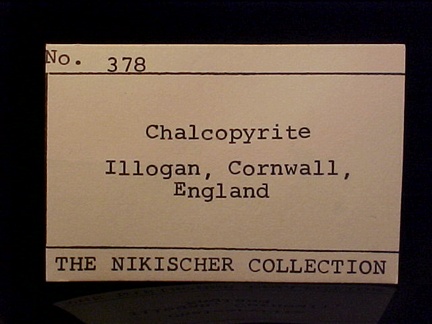 No. 378
Chalcopyrite
Illogan, Cornwall,
England
THE NIKISCHER COLLECTION